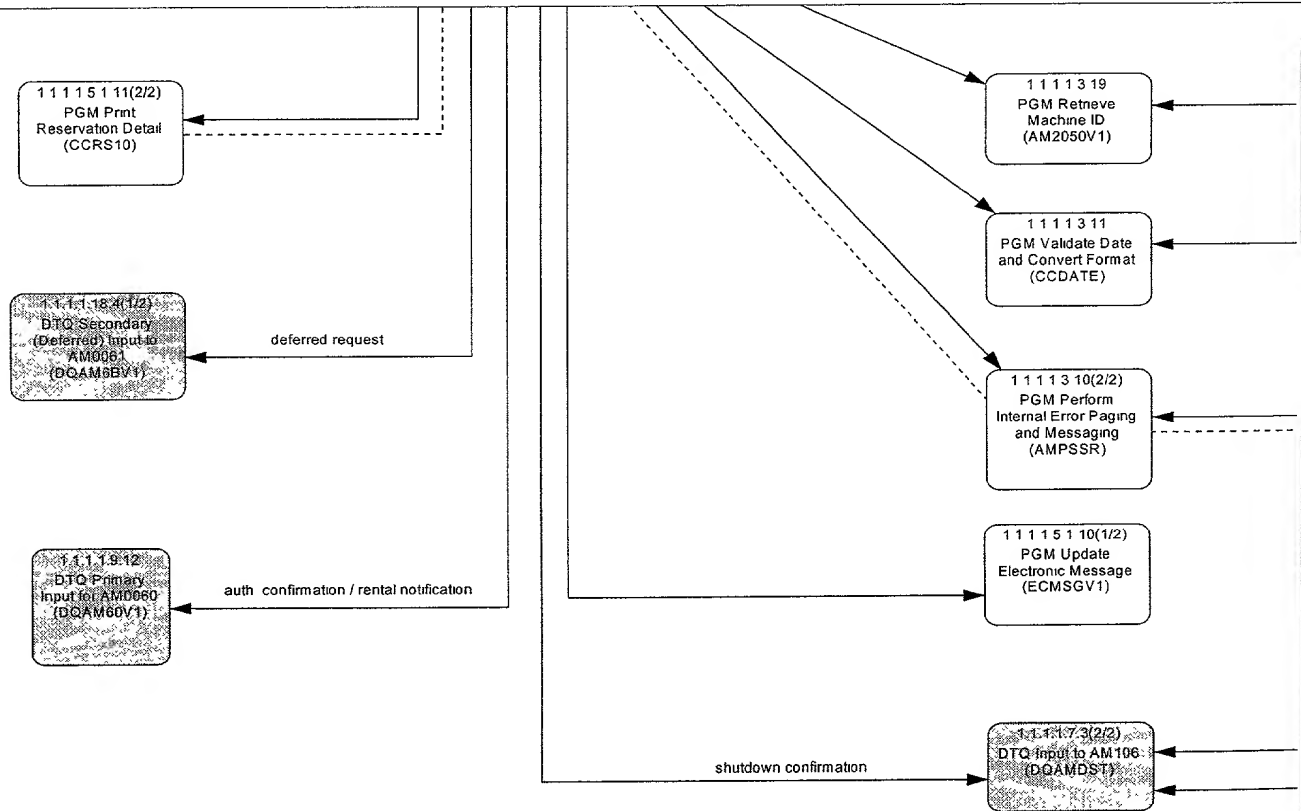 1 1 1 1 5 1 11(2/2)
PGM Print
Reservation Detail
(CCRS10)
1 1 1 1 3 19
PGM Retrieve
Machine ID
(AM2050V1)
1 1 1 1 3 11
PGM Validate Date
and Convert Format
(CCDATE)
1.1.1.1.18.4(1/2)
DTQ Secondary
(Deferred) Input to
AM0061
(DQAM6BV1)
deferred request
1 1 1 1 3 10(2/2)
PGM Perform
Internal Error Paging
and Messaging
(AMPSSR)
1 1 1 1 5 1 10(1/2)
PGM Update
Electronic Message
(ECMSGV1)
1.1.1.1.9.12
DTQ Primary
Input for AM0060
(DQAM60V1)
auth confirmation / rental notification
1.1.1.1.7.3(2/2)
DTQ Input to AM106
(DQAMDST)
shutdown confirmation